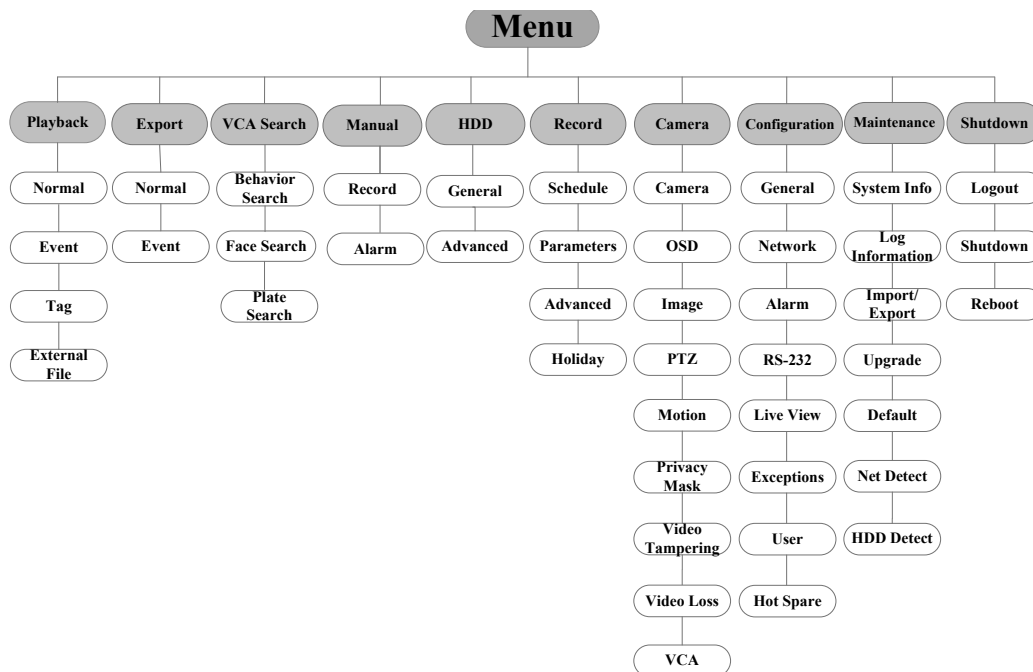 Menu
Playback
Export
VCA Search
Manual
HDD
Record
Camera
Configuration
Maintenance
Shutdown
Normal
Event
Tag
External
File
Normal
Event
Behavior
Search
Face Search
Plate
Search
Record
Alarm
General
Advanced
Schedule
Parameters
Advanced
Holiday
Camera
OSD
Image
PTZ
Motion
Privacy
Mask
Video
Tampering
Video Loss
VCA
General
Network
Alarm
RS-232
Live View
Exceptions
User
Hot Spare
System Info
Log
Information
Import/
Export
Upgrade
Default
Net Detect
HDD Detect
Logout
Shutdown
Reboot